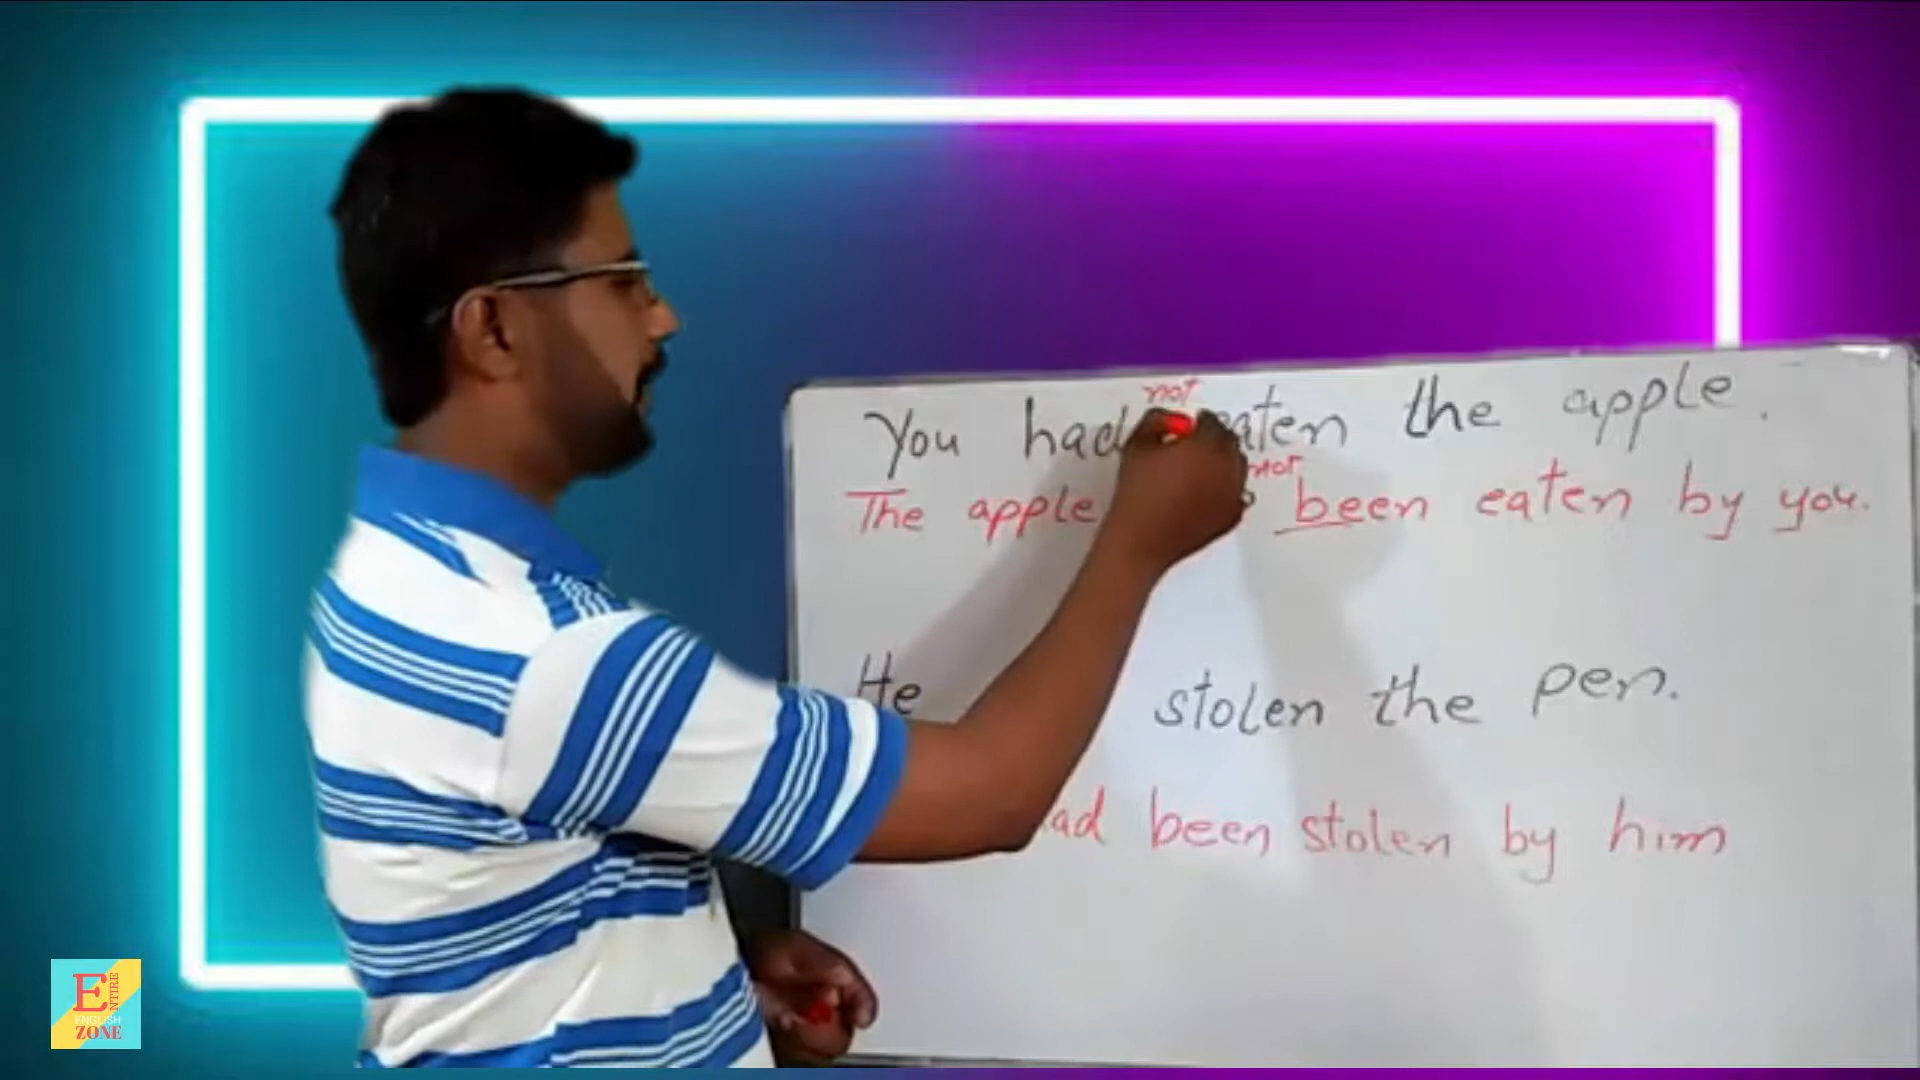 not
You had eaten the apple.
not
The apple been eaten by you.
He stolen the pen.
been stolen by him
ENTIRE
ENGLISH
ZONE